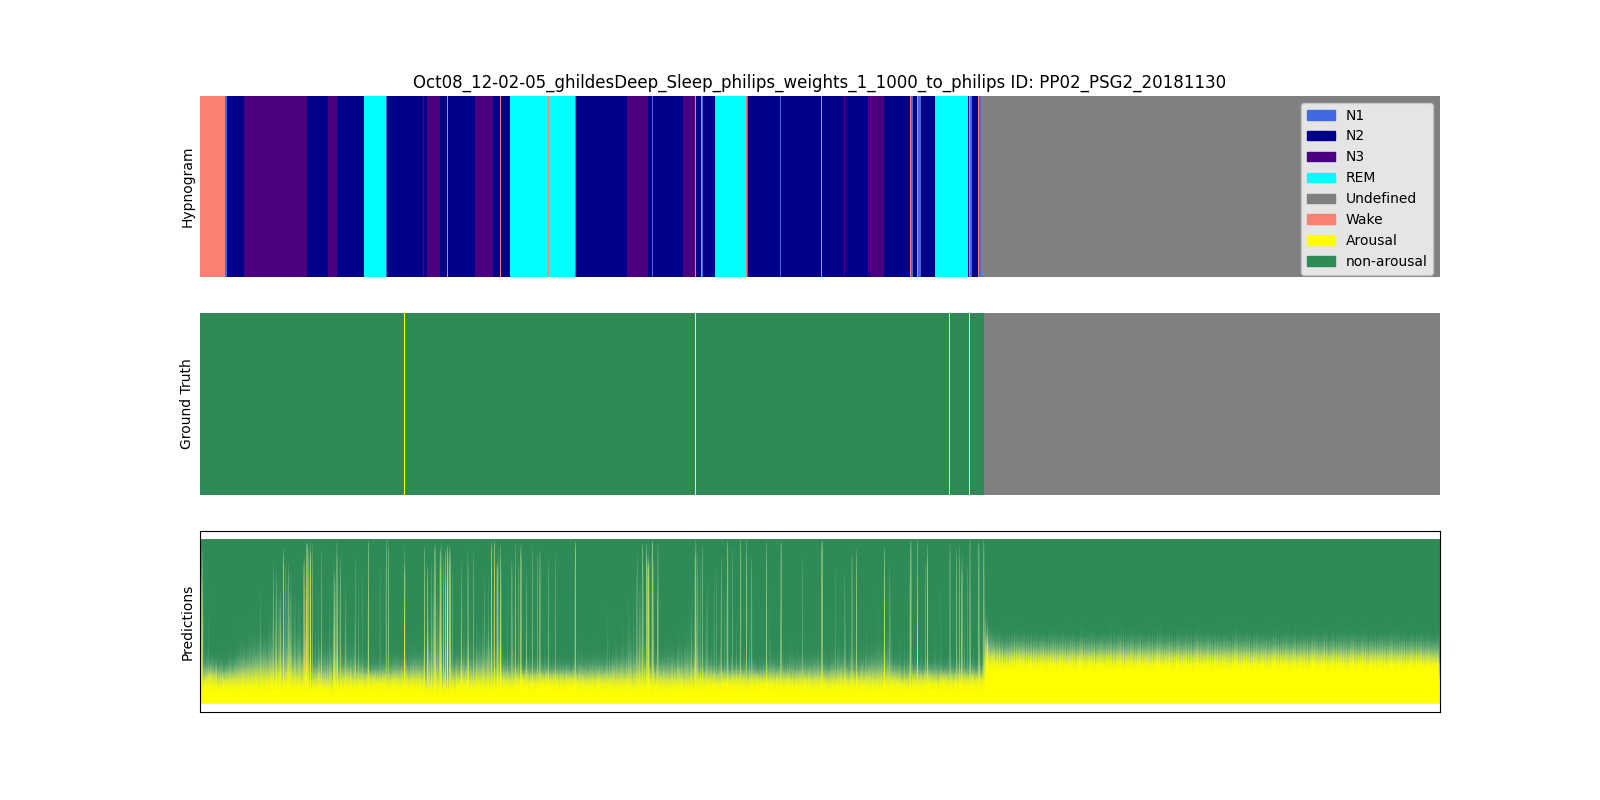 Oct08_12-02-05_ghildesDeep_Sleep_philips_weights_1_1000_to_philips ID: PP02_PSG2_20181130
Hypnogram
N1
N2
N3
REM
Undefined
Wake
Arousal
non-arousal
Ground Truth
Predictions